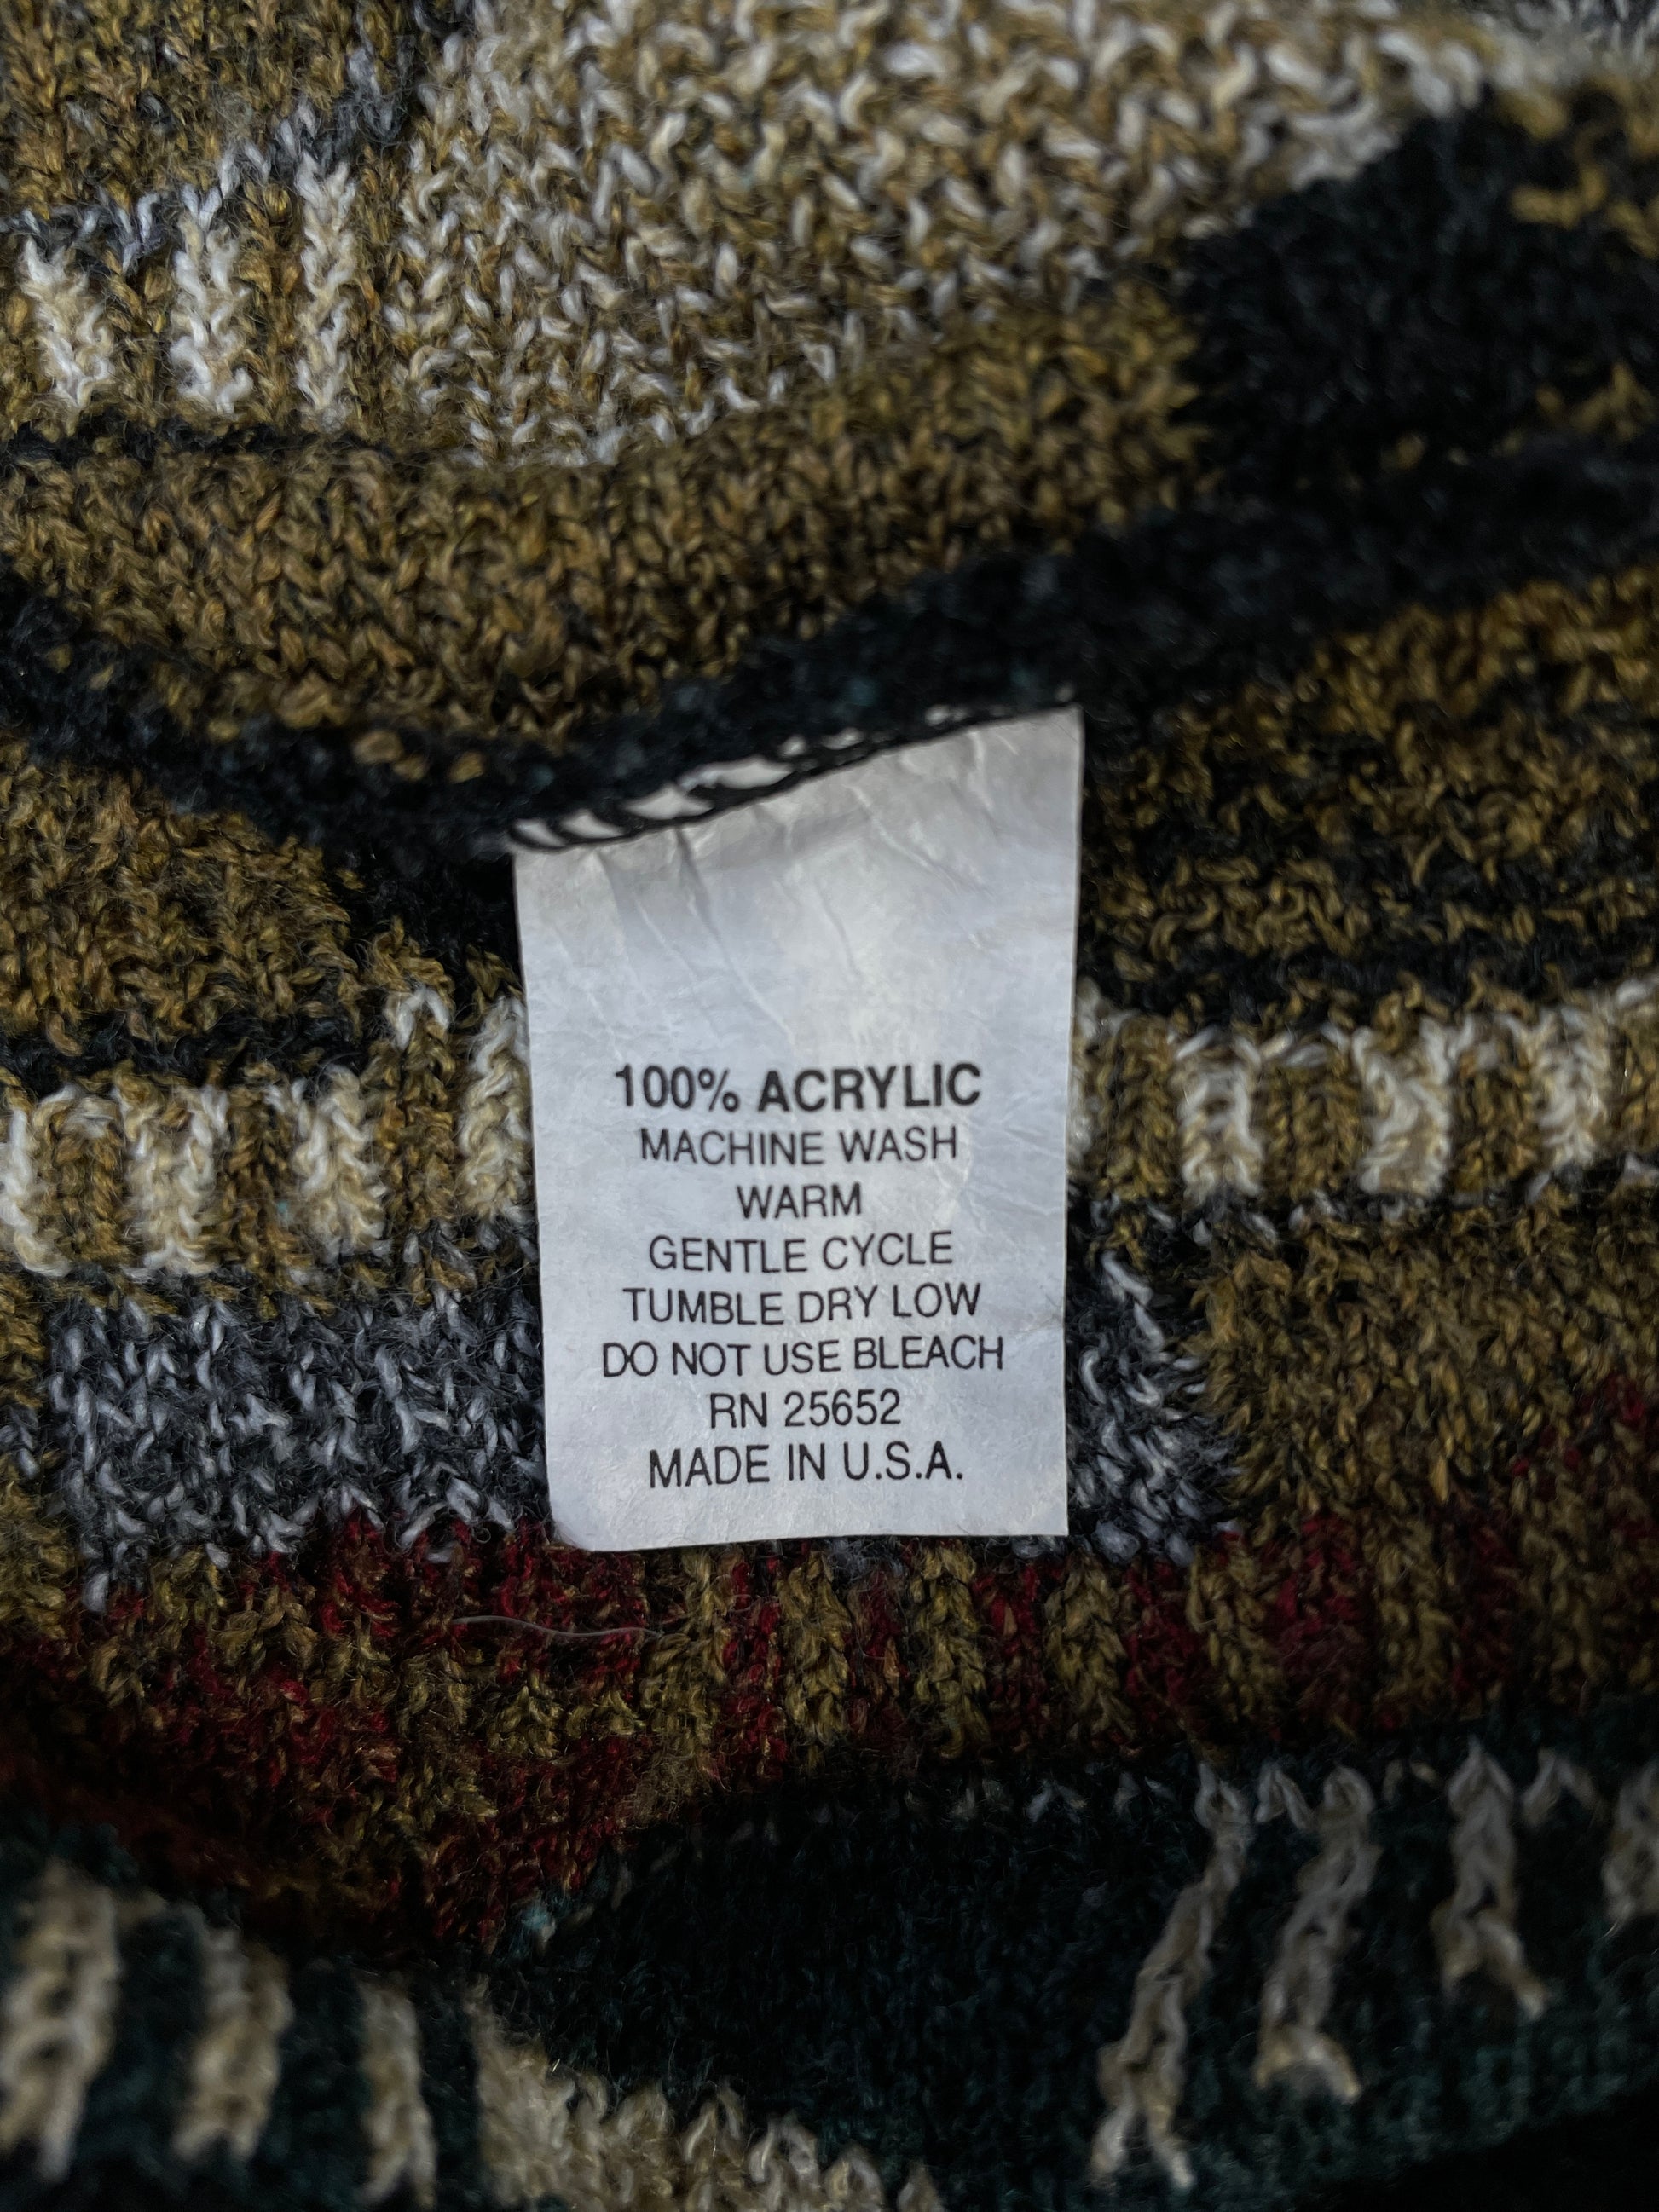 100% ACRYLIC
MACHINE WASH
WARM
GENTLE CYCLE
TUMBLE DRY LOW
DO NOT USE BLEACH
RN 25652
MADE IN U.S.A.